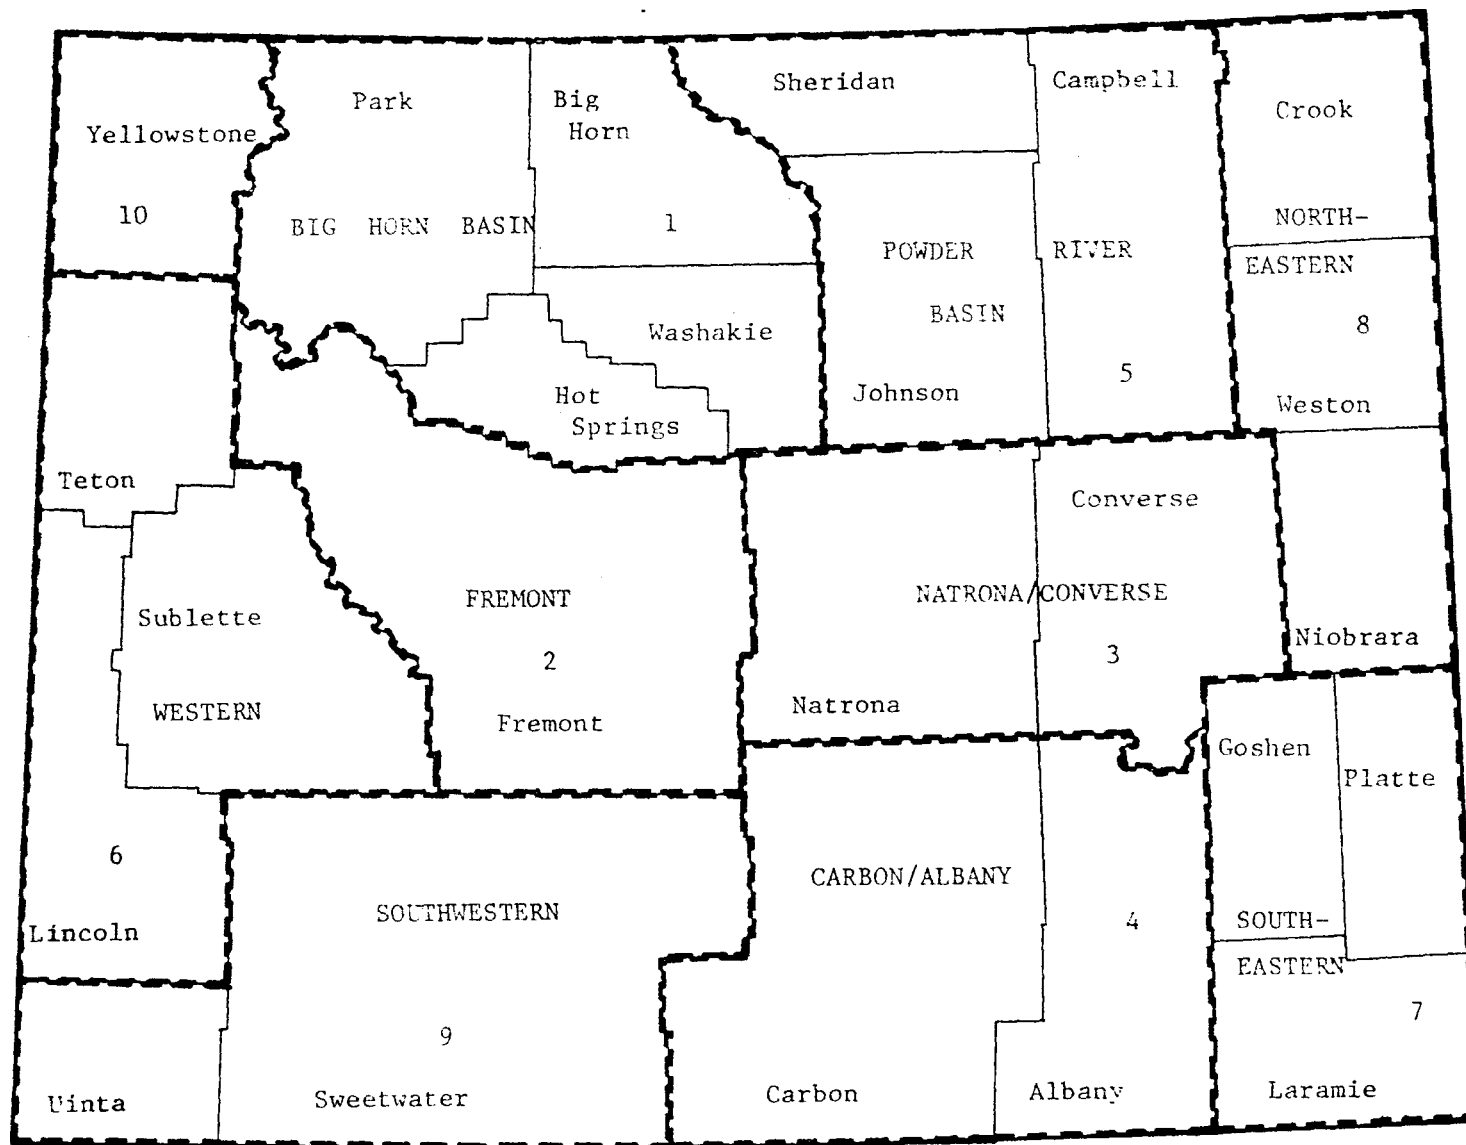 Yellowstone
10
Park
Big
Horn
BIG HORN BASIN
1
Sheridan
Campbell
Crook
NORTH-
EASTERN
8
Weston
POWDER RIVER
BASIN
5
Johnson
Washakie
Hot
Springs
Teton
Sublette
WESTERN
6
Lincoln
FREMONT
2
Fremont
Converse
NATRONA/CONVERSE
3
Natrona
Niobrara
Goshen
Platte
SOUTH-
EASTERN
7
Laramie
CARBON/ALBANY
4
Carbon
Albany
SOUTHWESTERN
9
Sweetwater
Uinta